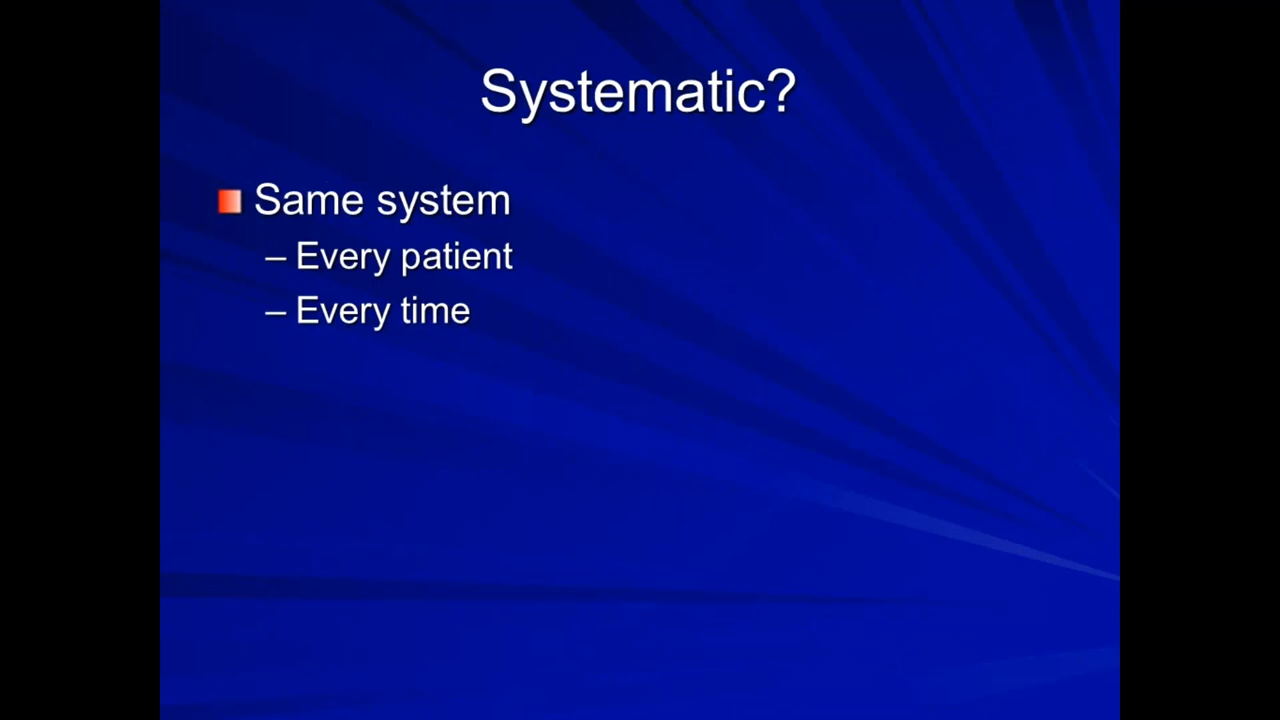 Systematic?
Same system
– Every patient
– Every time